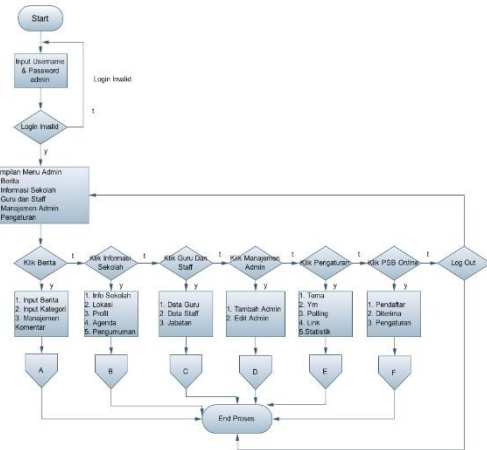 Start
Input Username
& Password
admin
Login Invalid
t
Login Invalid
y
mpilan Menu Admin
Berita
Informasi Sekolah
Guru dan Staff
Manajemen Admin
Pengaturan
Klik Berita
t
Klik Informasi
Sekolah
t
Klik Guru Dan
Staff
t
Klik Manajemen
Admin
t
Klik Pengaturan
t
Klik PSB Online
t
Log Out
y
y
y
y
y
y
1. Input Berita
2. Input Kategori
3. Manajemen
Komentar
1. Info Sekolah
2. Lokasi
3. Profil
4. Agenda
5. Pengumuman
1. Data Guru
2. Data Staff
3. Jabatan
1. Tambah Admin
2. Edit Admin
1. Tema
2. Ym
3. Polling
4. Link
5.Statistik
1. Pendaftar
2. Diterima
3. Pengaturan
A
B
C
D
E
F
End Proses